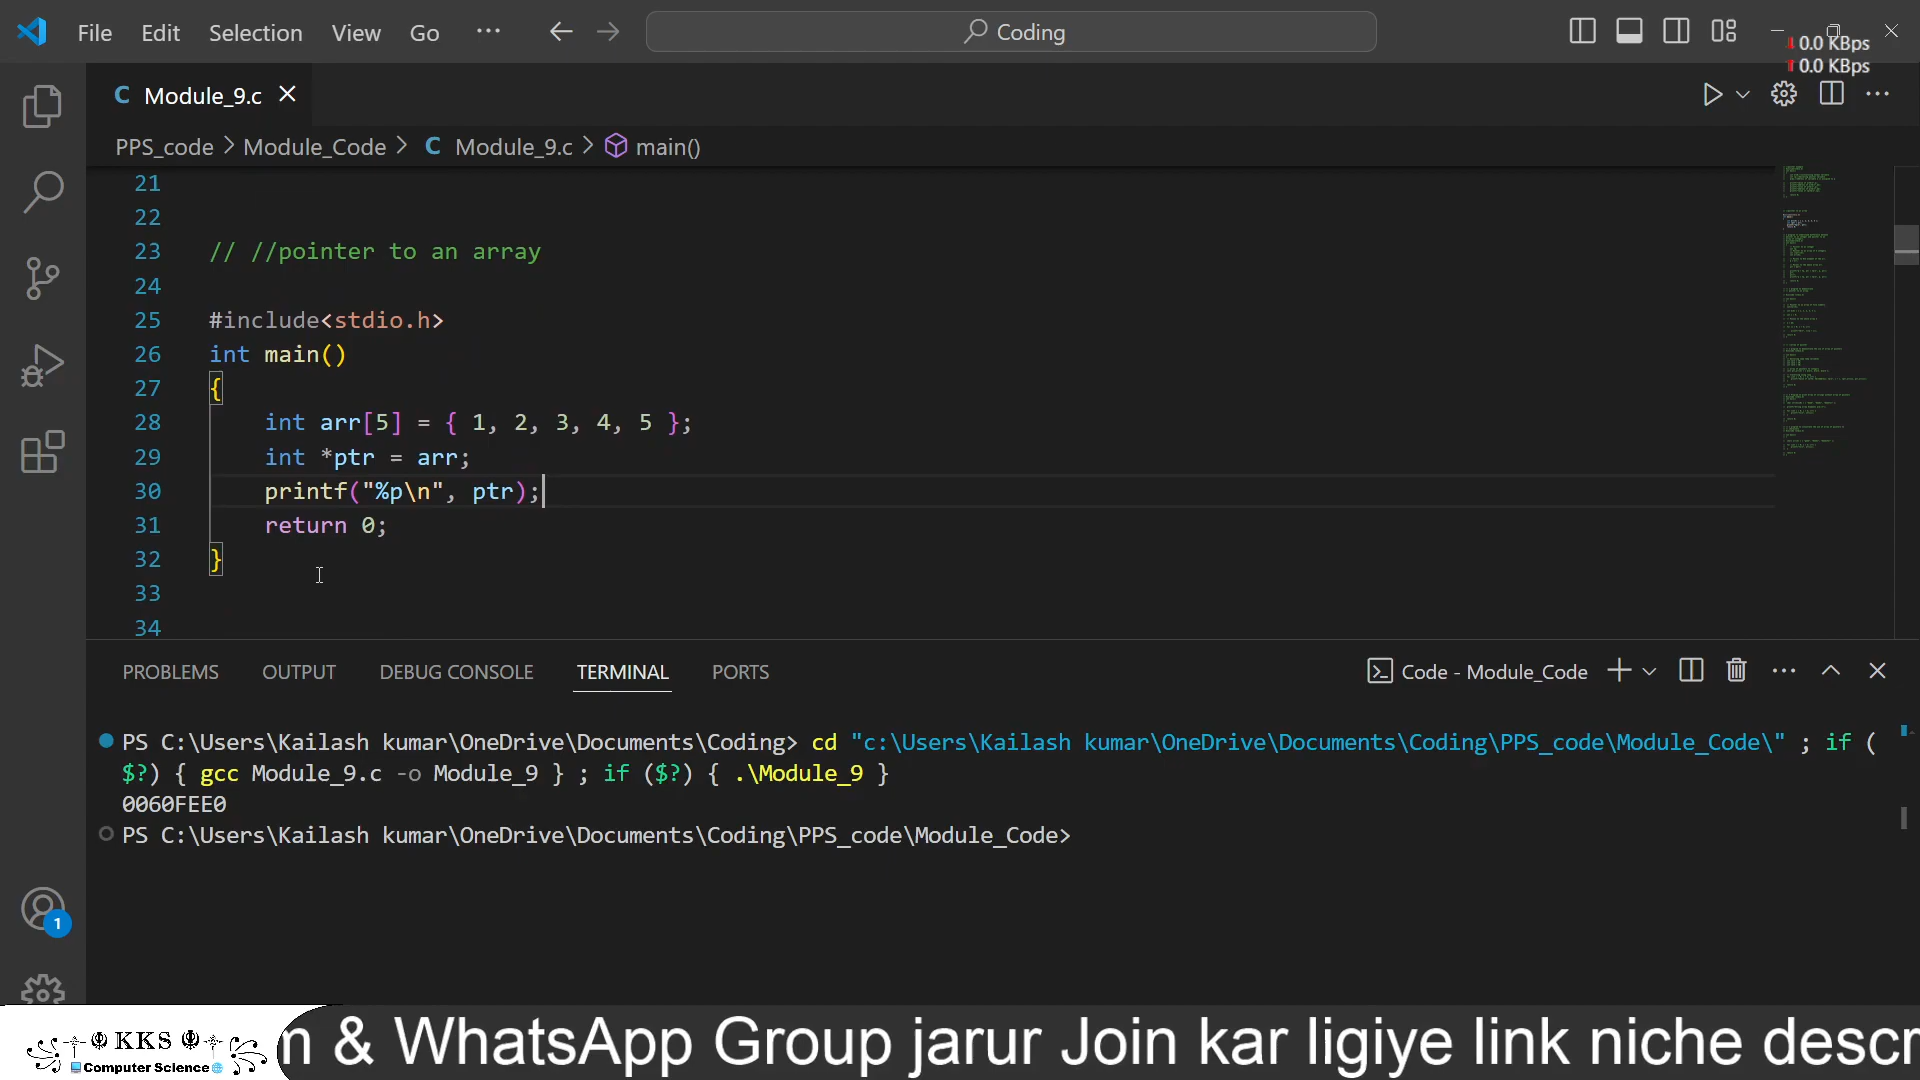 File Edit Selection View Go ··· Coding
0.0 KBps
0.0 KBps
C Module_9.c
PPS_code > Module_Code > C Module_9.c > main()
21
22
23 // //pointer to an array
24
25 #include<stdio.h>
26 int main()
27 {
28 int arr[5] = { 1, 2, 3, 4, 5 };
29 int *ptr = arr;
30 printf("%p\n", ptr);
31 return 0;
32 }
33
34
PROBLEMS OUTPUT DEBUG CONSOLE TERMINAL PORTS Code - Module_Code
PS C:\Users\Kailash kumar\OneDrive\Documents\Coding> cd "c:\Users\Kailash kumar\OneDrive\Documents\Coding\PPS_code\Module_Code\" ; if (
$?) { gcc Module_9.c -o Module_9 } ; if ($?) { .\Module_9 }
0060FEE0
PS C:\Users\Kailash kumar\OneDrive\Documents\Coding\PPS_code\Module_Code>
1
KKS
Computer Science
m & WhatsApp Group jarur Join kar ligiye link niche descr